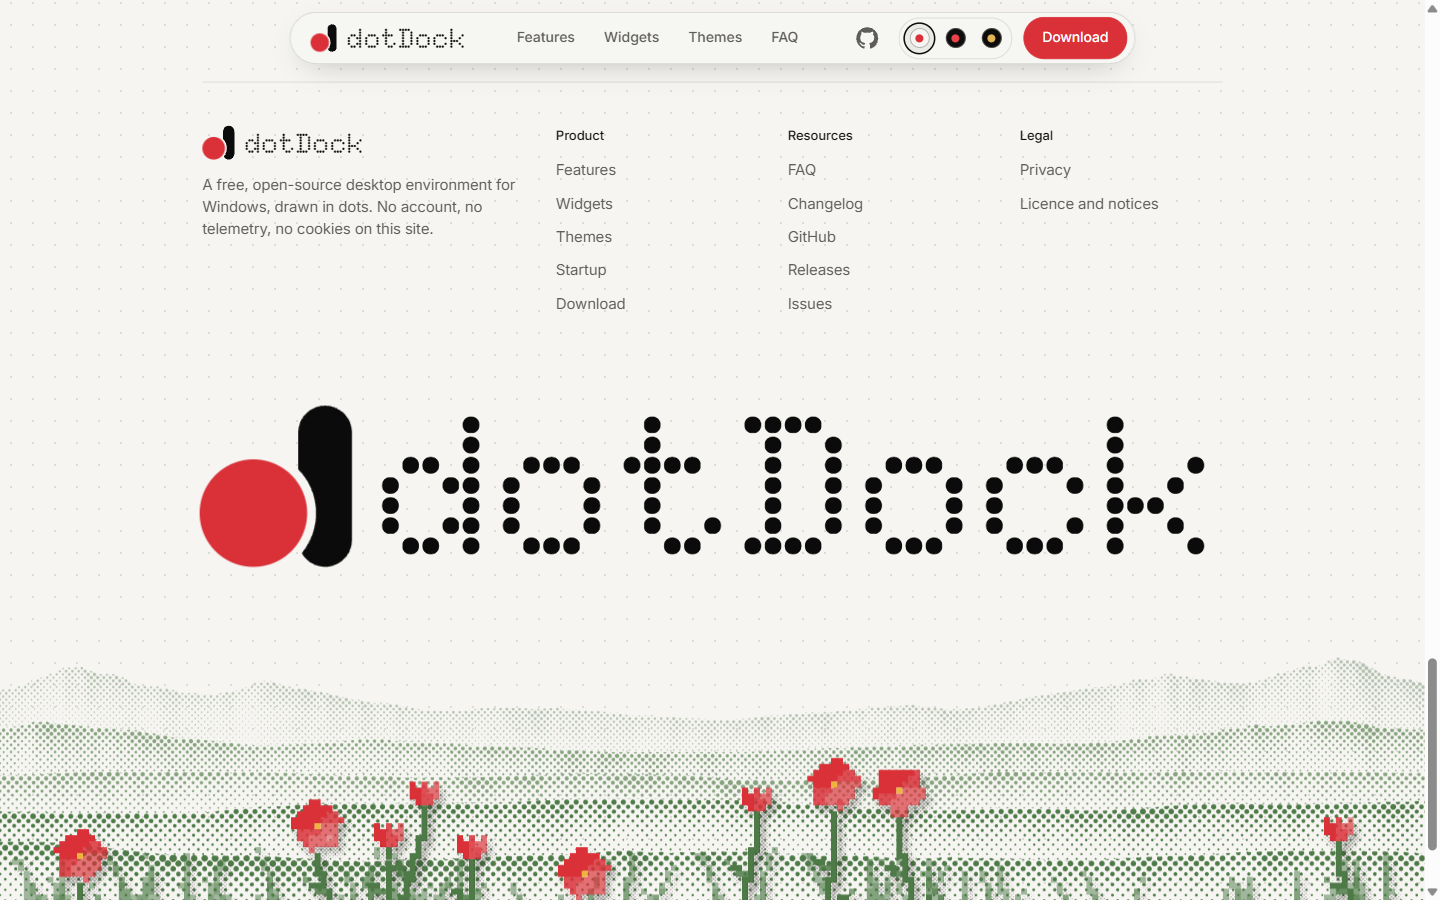 dotDock
Features
Widgets
Themes
FAQ
Download
dotDock
A free, open-source desktop environment for
Windows, drawn in dots. No account, no
telemetry, no cookies on this site.
Product
Features
Widgets
Themes
Startup
Download
Resources
FAQ
Changelog
GitHub
Releases
Issues
Legal
Privacy
Licence and notices
dotDock